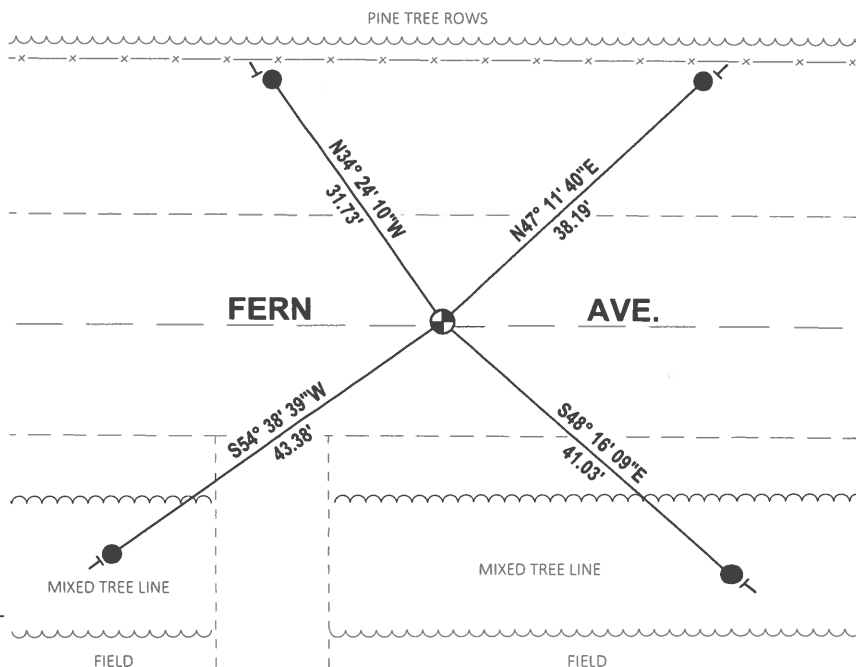 PINE TREE ROWS
N34° 24' 10"W
31.73'
N47° 11' 40"E
38.19'
FERN AVE.
S54° 38' 39"W
43.38'
S48° 16' 09"E
41.03'
MIXED TREE LINE
MIXED TREE LINE
FIELD
FIELD